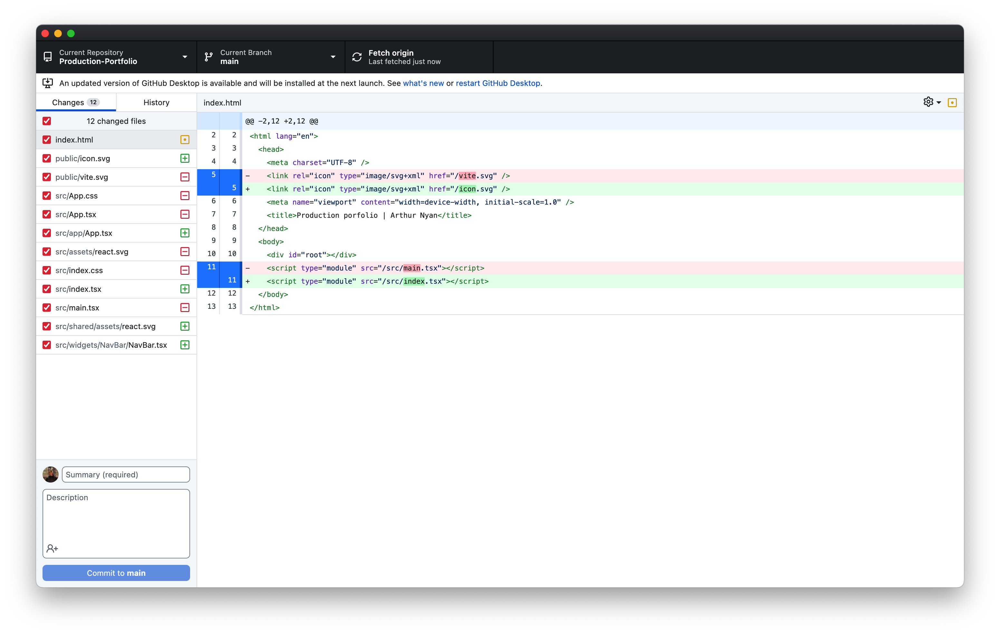 Current Repository
Production-Portfolio
Current Branch
main
Fetch origin
Last fetched just now
An updated version of GitHub Desktop is available and will be installed at the next launch. See what's new or restart GitHub Desktop.
Changes 12
History
12 changed files
index.html
public/icon.svg
public/vite.svg
src/App.css
src/App.tsx
src/app/App.tsx
src/assets/react.svg
src/index.css
src/index.tsx
src/main.tsx
src/shared/assets/react.svg
src/widgets/NavBar/NavBar.tsx
Summary (required)
Description
Commit to main
index.html
@@ -2,12 +2,12 @@
2 2 <html lang="en">
3 3 <head>
4 4 <meta charset="UTF-8" />
5 - <link rel="icon" type="image/svg+xml" href="/vite.svg" />
5 + <link rel="icon" type="image/svg+xml" href="/icon.svg" />
6 6 <meta name="viewport" content="width=device-width, initial-scale=1.0" />
7 7 <title>Production porfolio | Arthur Nyan</title>
8 8 </head>
9 9 <body>
10 10 <div id="root"></div>
11 - <script type="module" src="/src/main.tsx"></script>
11 + <script type="module" src="/src/index.tsx"></script>
12 12 </body>
13 13 </html>